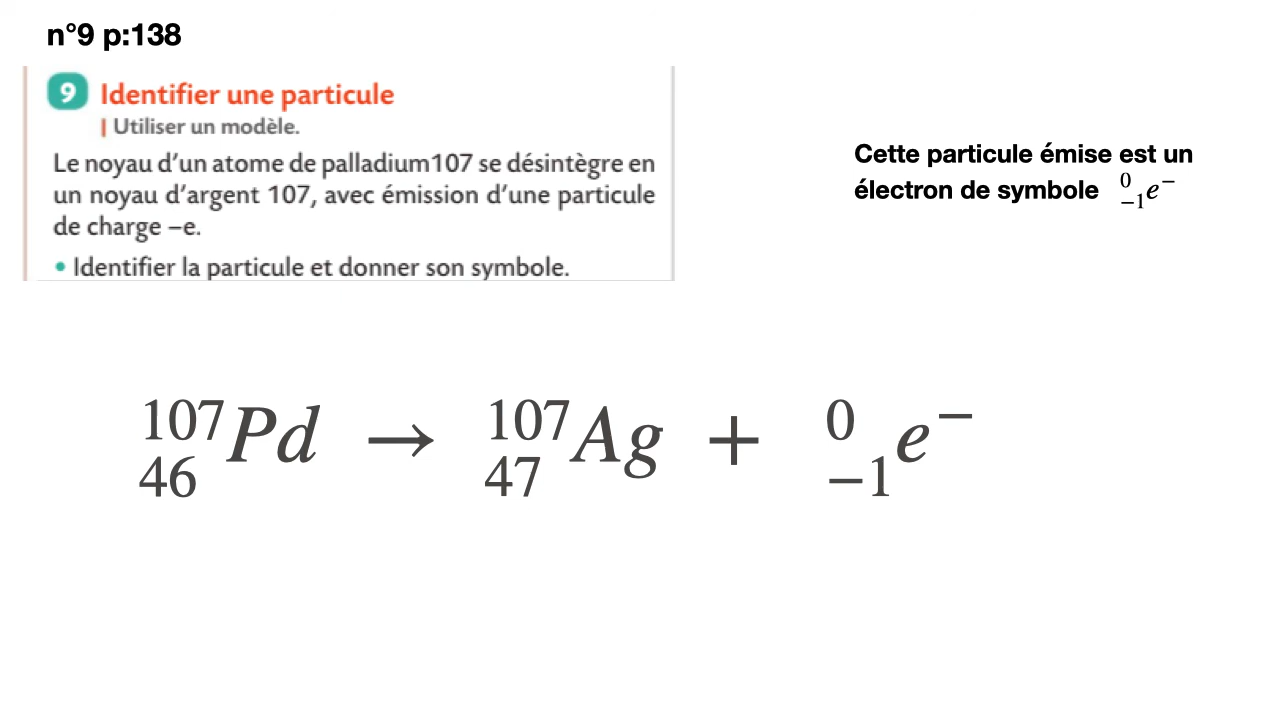 n°9 p:138
9 Identifier une particule
| Utiliser un modèle.
Le noyau d'un atome de palladium107 se désintègre en
un noyau d'argent 107, avec émission d'une particule
de charge –e.
• Identifier la particule et donner son symbole.
Cette particule émise est un
électron de symbole ⁰₋₁e⁻
¹⁰⁷₄₆Pd → ¹⁰⁷₄₇Ag + ⁰₋₁e⁻